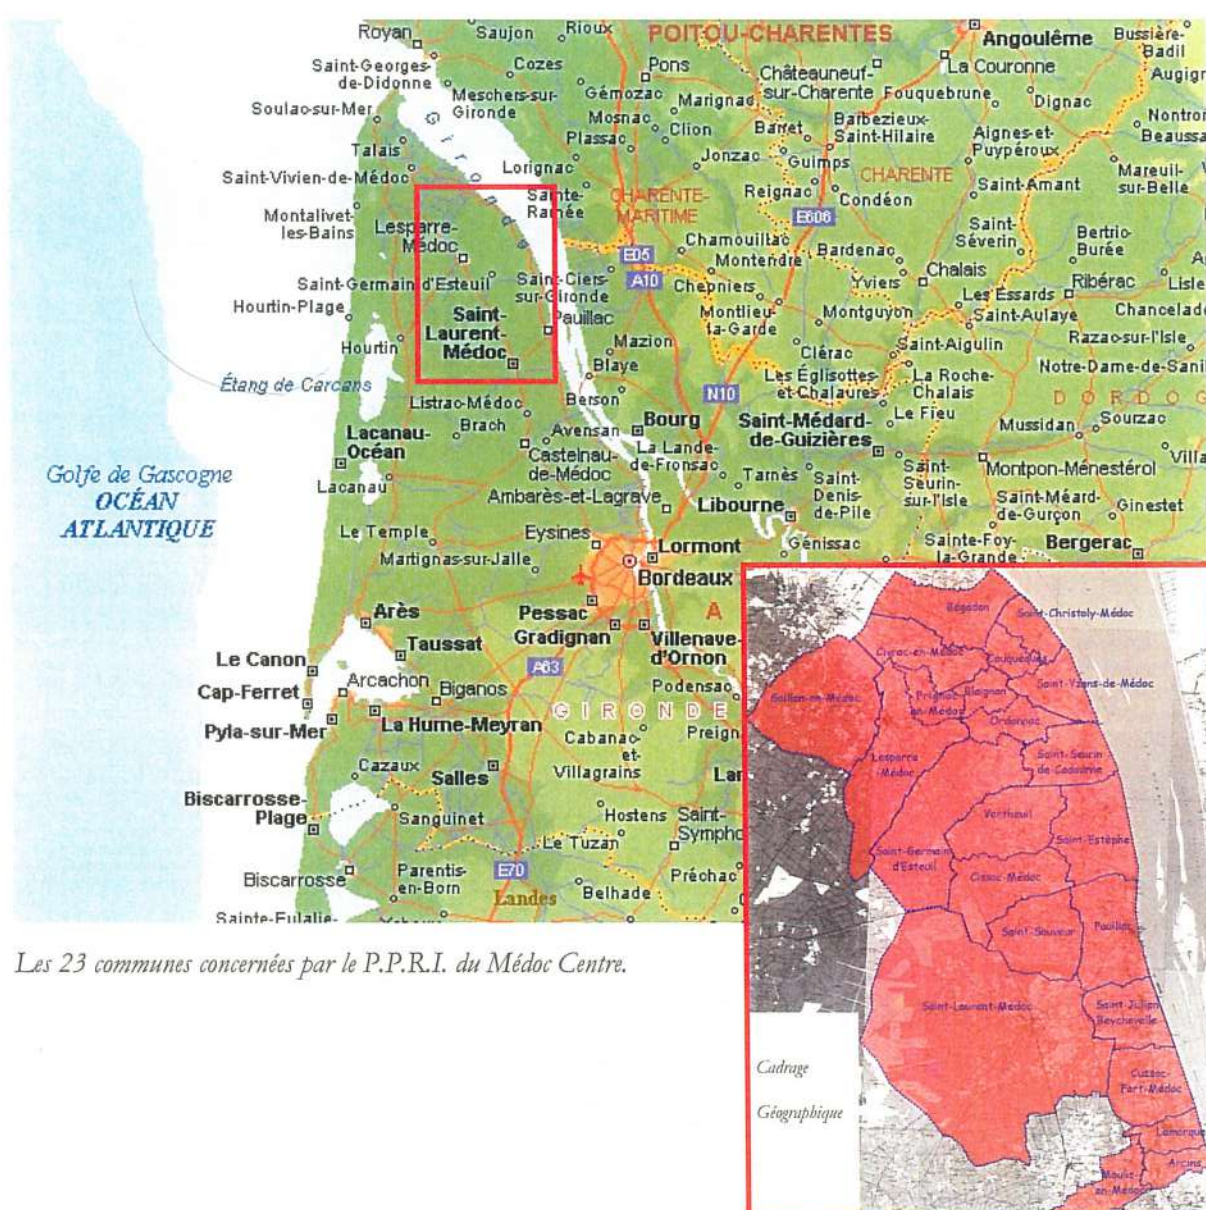 Royan
Saujon
Rioux
POITOU-CHARENTES
Angoulême
Bussière-
Badil
Saint-Georges-
de-Didonne
Cozes
Pons
Châteauneuf-
sur-Charente
La Couronne
Meschers-sur-
Gironde
Gémozac
Marignac
Fouquebrune
Dignac
Soulac-sur-Mer
Gironde
Mosnac
Plassac
Clion
Barret
Barbezieux-
Saint-Hilaire
Aignes-et-
Puypéroux
Talais
Lorignac
Jonzac
Guimps
CHARENTE
Mareuil-
sur-Belle
Saint-Vivien-de-Médoc
Sainte-
Ramée
CHARENTE-
MARITIME
Reignac
Condéon
Saint-Amant
Montalivet-
les-Bains
Lesparre-
Médoc
E606
Saint-
Séverin
Bertric-
Burée
Chamouillac
Montendre
Bardenac
E05
A10
Chalais
Ribérac
Saint-Germain d'Esteuil
Saint-Ciers-
sur-Gironde
Chepniers
Yviers
Les Essards
Lisle
Hourtin-Plage
Saint-
Laurent-
Médoc
Pauillac
Montlieu-
la-Garde
Montguyon
Saint-Aulaye
Chancelade
Hourtin
Mazion
Clérac
Saint-Aigulin
Razac-sur-l'Isle
Étang de Carcans
Blaye
Les Églisottes-
et-Chalaures
La Roche-
Chalais
Notre-Dame-de-Sanil
N10
DORDOG
Listrac-Médoc
Berson
Le Fieu
Mussidan
Sourzac
Brach
Avensan
Bourg
Saint-Médard-
de-Guizières
Lacanau-
Océan
Castelnau-
de-Médoc
La Lande-
de-Fronsac
Tarnès
Saint-
Denis-
de-Pile
Saint-
Seurin-
sur-l'Isle
Montpon-Ménestérol
Golfe de Gascogne
OCÉAN
ATLANTIQUE
Lacanau
Ambarès-et-Lagrave
Libourne
Saint-Méard-
de-Gurçon
Ginestet
Le Temple
Eysines
Génissac
Sainte-Foy-
la-Grande
Bergerac
Martignas-sur-Jalle
Lormont
Bordeaux
Arès
Pessac
A
Gradignan
Villenave-
d'Ornon
Taussat
Le Canon
A63
Arcachon
Biganos
Podensac
Cap-Ferret
GIRONDE
Pyla-sur-Mer
La Hume-Meyran
Cabanac-
et-
Villagrains
Preign
Cazaux
Salles
Lan
Biscarrosse-
Plage
Sanguinet
Hostens
Saint-
Sympho
Le Tuzan
Biscarrosse
Parentis-
en-Born
E70
Landes
Belhade
Préchac
Sainte-Eulalie-
Bégadan
Saint-Christoly-Médoc
Civrac-en-Médoc
Couquèques
Gaillan-en-Médoc
Prignac
en-Médoc
Blaignan
Saint-Yzans-de-Médoc
Ordonnac
Lesparre
-Médoc
Saint-Seurin
de-Cadourne
Vertheuil
Saint-Estèphe
Saint-Germain
d'Esteuil
Cissac-Médoc
Saint-Sauveur
Pauillac
Saint-Laurent-Médoc
Saint-Julien
Beychevelle
Cussac-
Fort-Médoc
Lamarque
Arcins
Moulis-
en-Médoc
Cadrage
Géographique
Les 23 communes concernées par le P.P.R.I. du Médoc Centre.